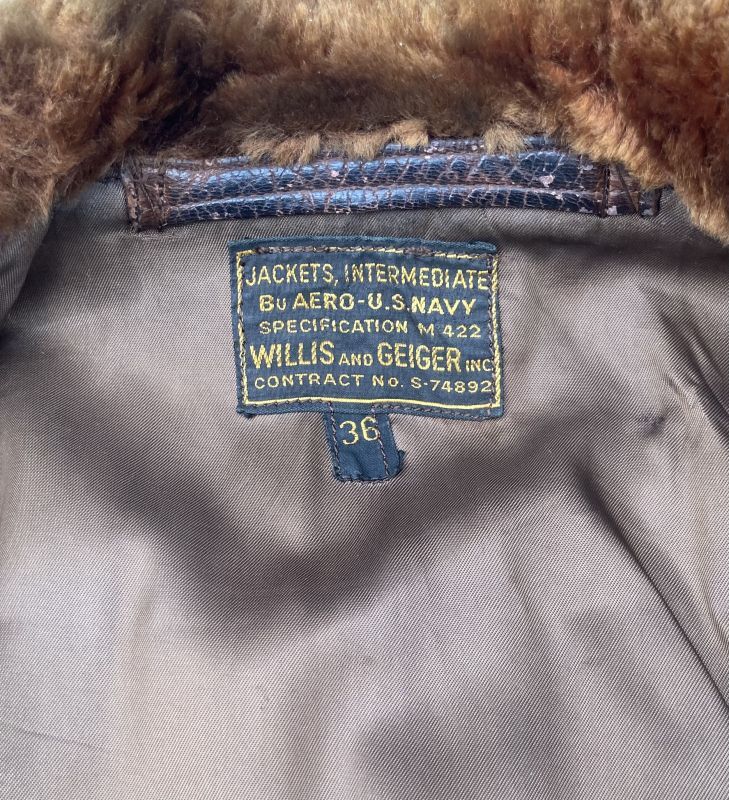 JACKETS, INTERMEDIATE
BU AERO-U.S. NAVY
SPECIFICATION M 422
WILLIS AND GEIGER INC
CONTRACT NO. S-74892
36